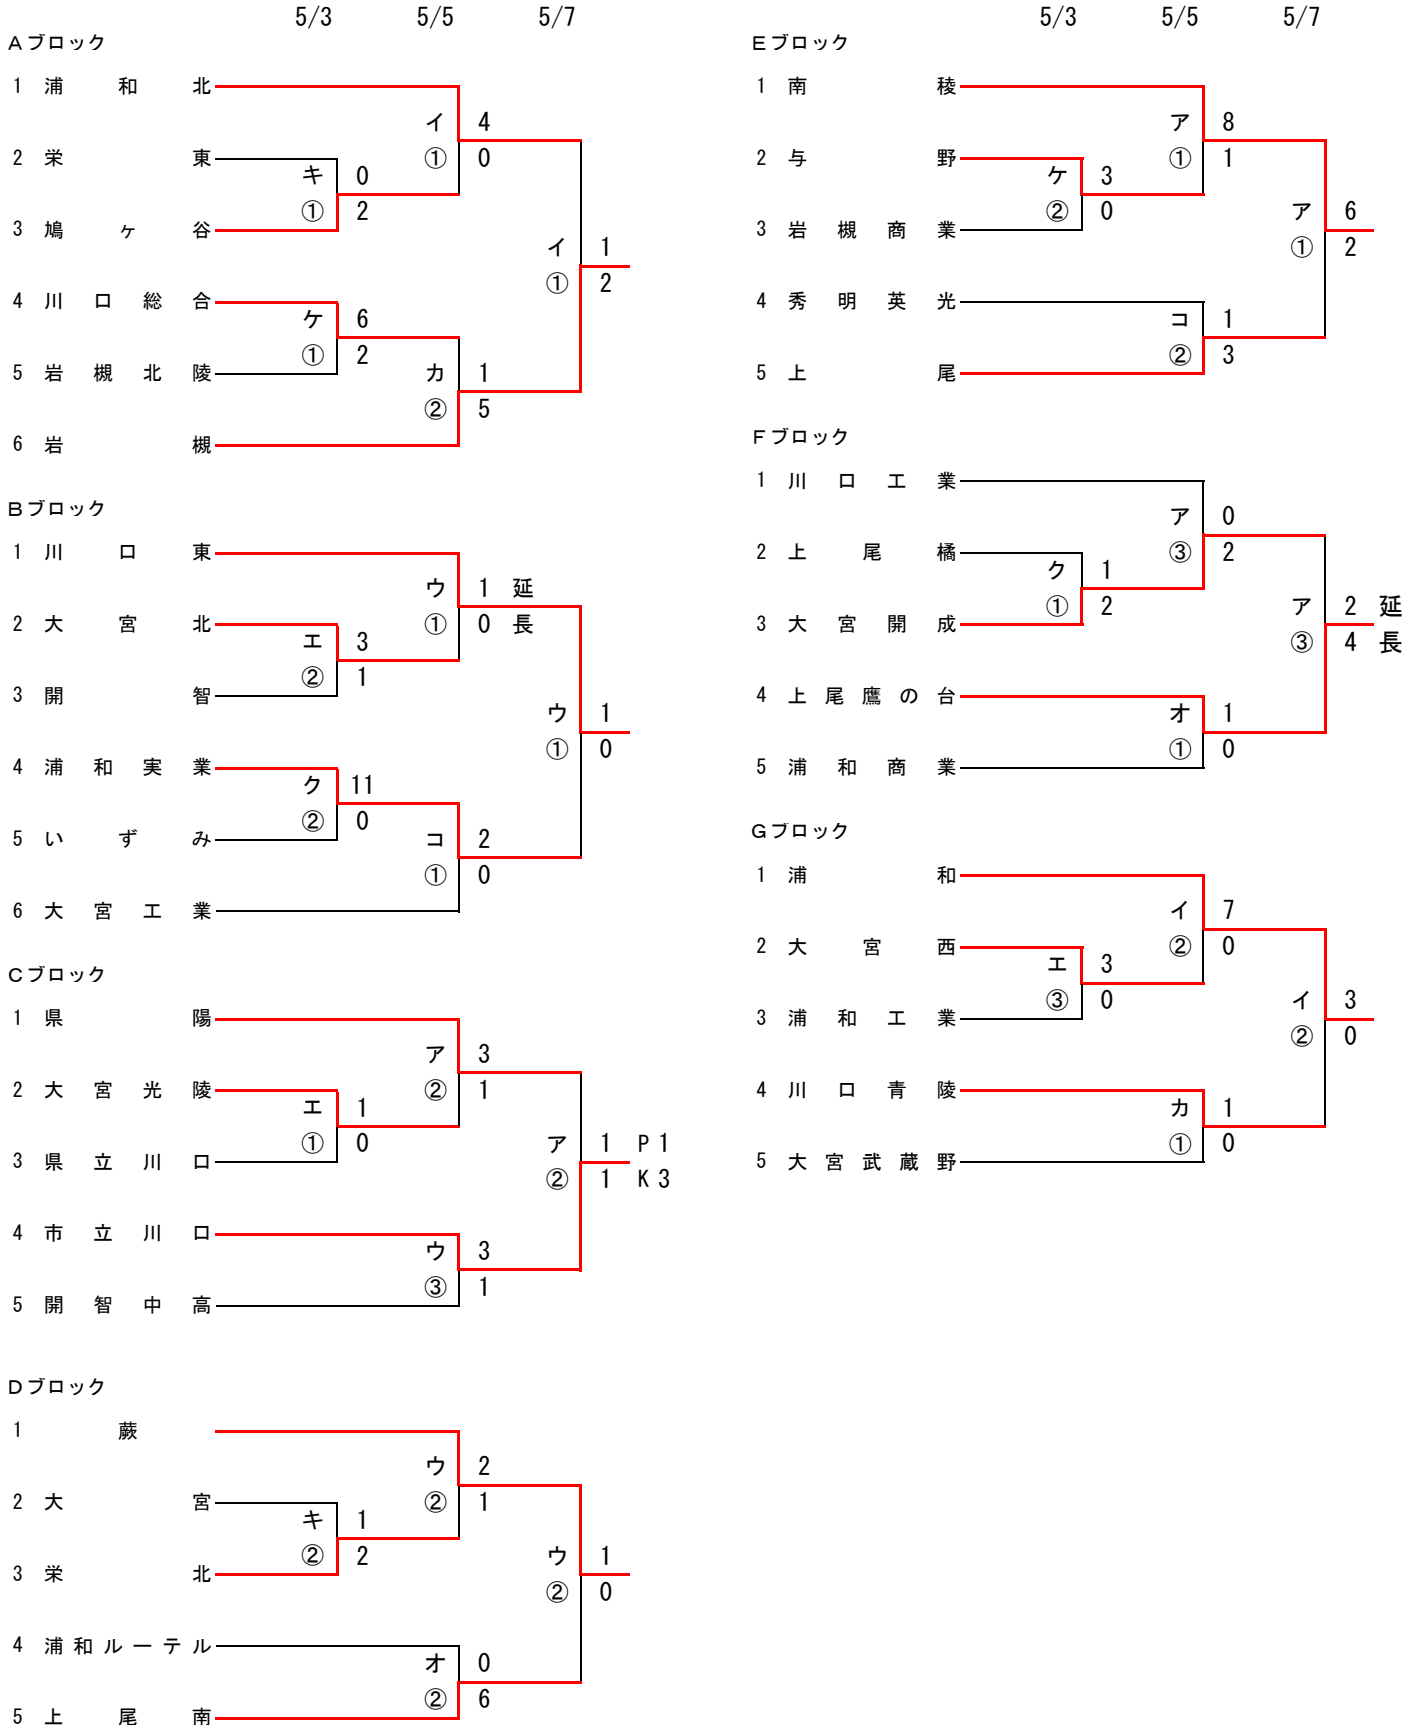 5/3 5/5 5/7
Aブロック
1 浦和北
イ 4
① 0
2 栄東
キ 0
① 2
3 鳩ヶ谷
イ 1
① 2
4 川口総合
ケ 6
① 2
5 岩槻北陵
カ 1
② 5
6 岩槻
Bブロック
1 川口東
ウ 1 延
① 0 長
2 大宮北
エ 3
② 1
3 開智
ウ 1
① 0
4 浦和実業
ク 11
② 0
5 いずみ
コ 2
① 0
6 大宮工業
Cブロック
1 県陽
ア 3
② 1
2 大宮光陵
エ 1
① 0
3 県立川口
ア 1 P 1
② 1 K 3
4 市立川口
ウ 3
③ 1
5 開智中高
Dブロック
1 蕨
ウ 2
② 1
2 大宮
キ 1
② 2
3 栄北
ウ 1
② 0
4 浦和ルーテル
オ 0
② 6
5 上尾南
5/3 5/5 5/7
Eブロック
1 南稜
ア 8
① 1
2 与野
ケ 3
② 0
3 岩槻商業
ア 6
① 2
4 秀明英光
コ 1
② 3
5 上尾
Fブロック
1 川口工業
ア 0
③ 2
2 上尾橘
ク 1
① 2
3 大宮開成
ア 2 延
③ 4 長
4 上尾鷹の台
オ 1
① 0
5 浦和商業
Gブロック
1 浦和
イ 7
② 0
2 大宮西
エ 3
③ 0
3 浦和工業
イ 3
② 0
4 川口青陵
カ 1
① 0
5 大宮武蔵野